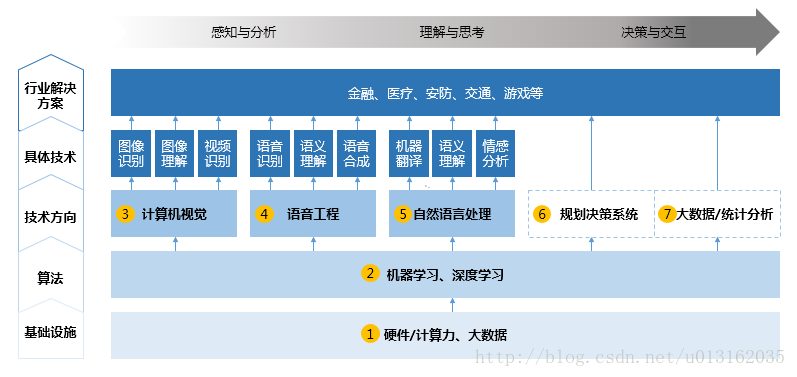 感知与分析 理解与思考 决策与交互
行业解决
方案
金融、医疗、安防、交通、游戏等
具体技术
图像
识别
图像
理解
视频
识别
语音
识别
语义
理解
语音
合成
机器
翻译
语义
理解
情感
分析
技术方向
3 计算机视觉
4 语音工程
5 自然语言处理
6 规划决策系统
7 大数据/统计分析
算法
2 机器学习、深度学习
基础设施
1 硬件/计算力、大数据
http://blog.csdn.net/u013162035